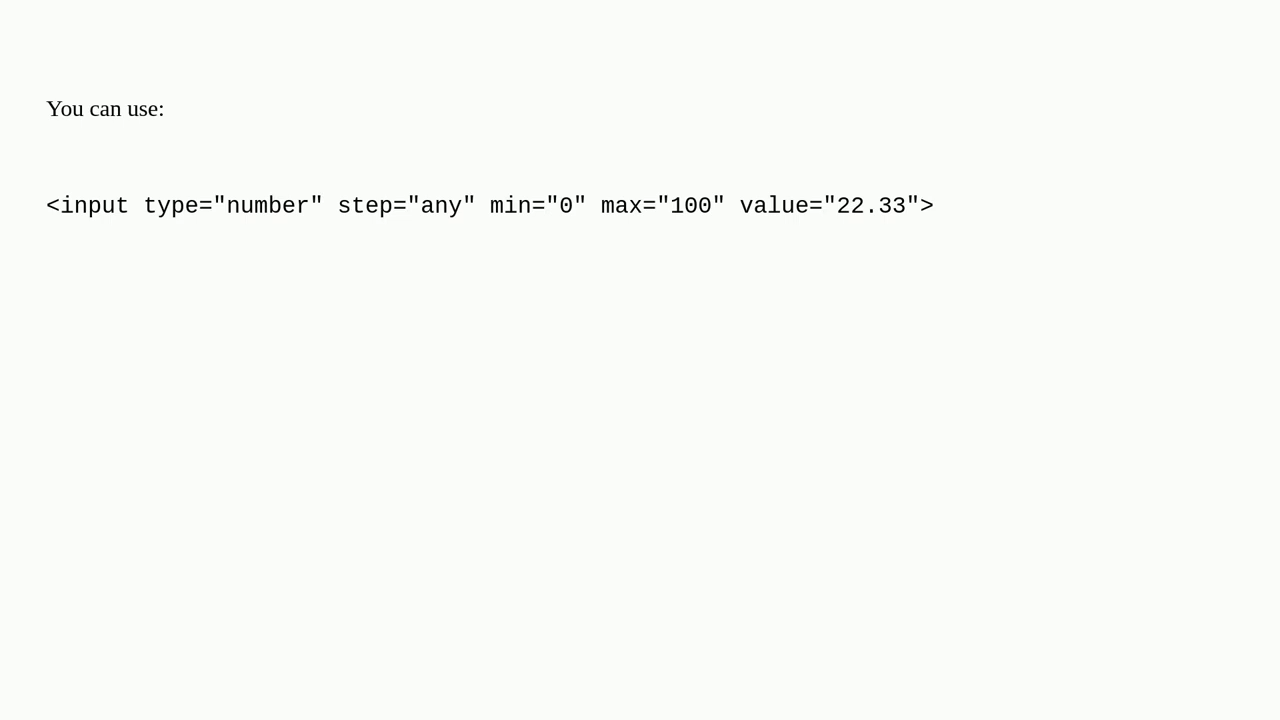 You can use:
<input type="number" step="any" min="0" max="100" value="22.33">